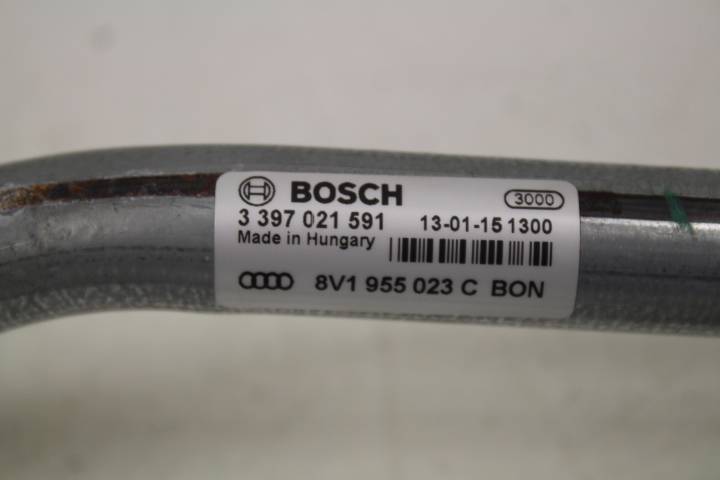 BOSCH 3000
3 397 021 591 13-01-15 1300
Made in Hungary
8V1 955 023 C BON